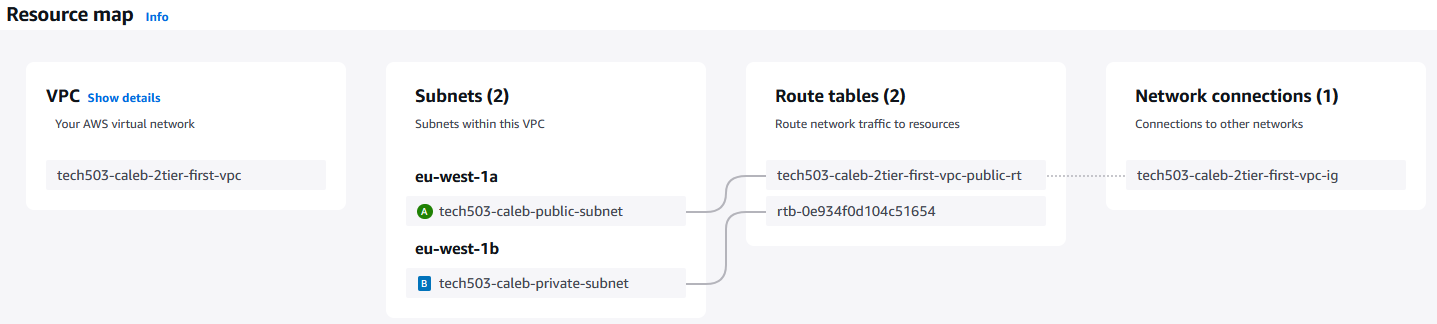 Resource map Info
VPC Show details
Your AWS virtual network
tech503-caleb-2tier-first-vpc
Subnets (2)
Subnets within this VPC
eu-west-1a
A tech503-caleb-public-subnet
eu-west-1b
B tech503-caleb-private-subnet
Route tables (2)
Route network traffic to resources
tech503-caleb-2tier-first-vpc-public-rt
rtb-0e934f0d104c51654
Network connections (1)
Connections to other networks
tech503-caleb-2tier-first-vpc-ig